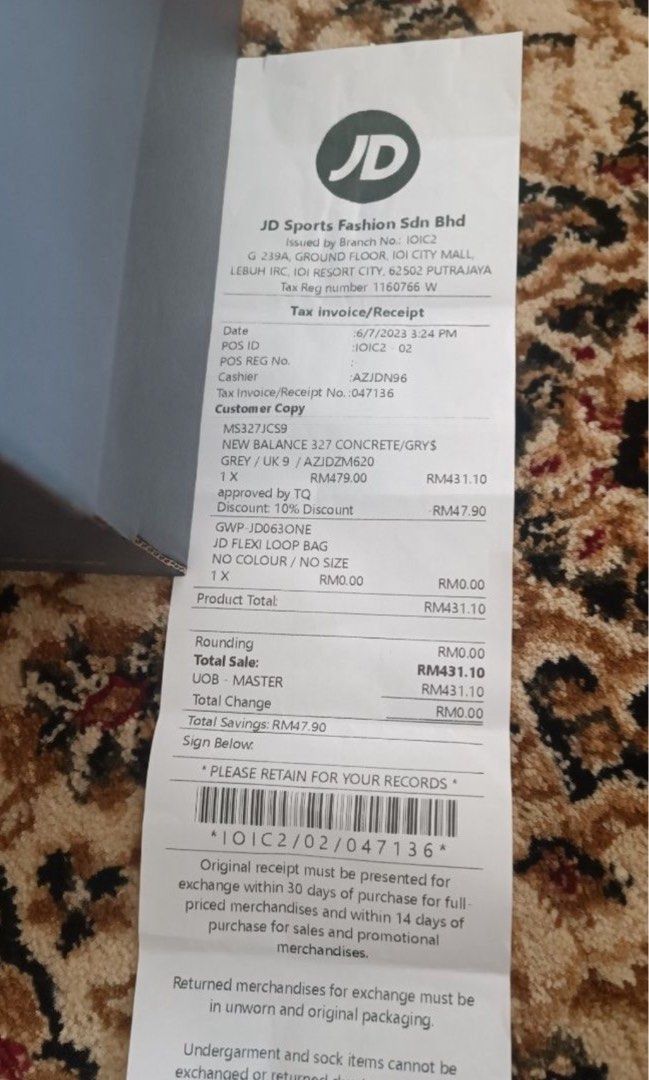 JD
JD Sports Fashion Sdn Bhd
Issued by Branch No.: IOIC2
G 239A, GROUND FLOOR, IOI CITY MALL,
LEBUH IRC, IOI RESORT CITY, 62502 PUTRAJAYA
Tax Reg number 1160766 W
Tax invoice/Receipt
Date :6/7/2023 3:24 PM
POS ID :IOIC2 - 02
POS REG No. :-
Cashier :AZJDN96
Tax Invoice/Receipt No.:047136
Customer Copy
MS327JCS9
NEW BALANCE 327 CONCRETE/GRY$
GREY / UK 9 / AZJDZM620
1 X RM479.00 RM431.10
approved by TQ
Discount: 10% Discount -RM47.90
GWP-JD063ONE
JD FLEXI LOOP BAG
NO COLOUR / NO SIZE
1 X RM0.00 RM0.00
Product Total: RM431.10
Rounding RM0.00
Total Sale: RM431.10
UOB - MASTER RM431.10
Total Change RM0.00
Total Savings: RM47.90
Sign Below:
* PLEASE RETAIN FOR YOUR RECORDS *
*IOIC2/02/047136*
Original receipt must be presented for
exchange within 30 days of purchase for full-
priced merchandises and within 14 days of
purchase for sales and promotional
merchandises.
Returned merchandises for exchange must be
in unworn and original packaging.
Undergarment and sock items cannot be
exchanged or returned